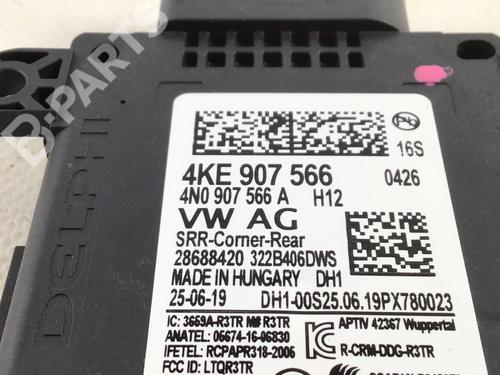 B-PARTS
DELPHI
Pb
16S
4KE 907 566
0426
4N0 907 566 A H12
VW AG
SRR-Corner-Rear
28688420 322B406DWS
MADE IN HUNGARY DH1
25-06-19 DH1-00S25.06.19PX780023
IC: 3659A-R3TR M# R3TR
APTIV 42367 Wuppertal
ANATEL: 06674-16-06830
IFETEL: RCPAPR318-2006
R-CRM-DDG-R3TR
FCC ID: LTQR3TR